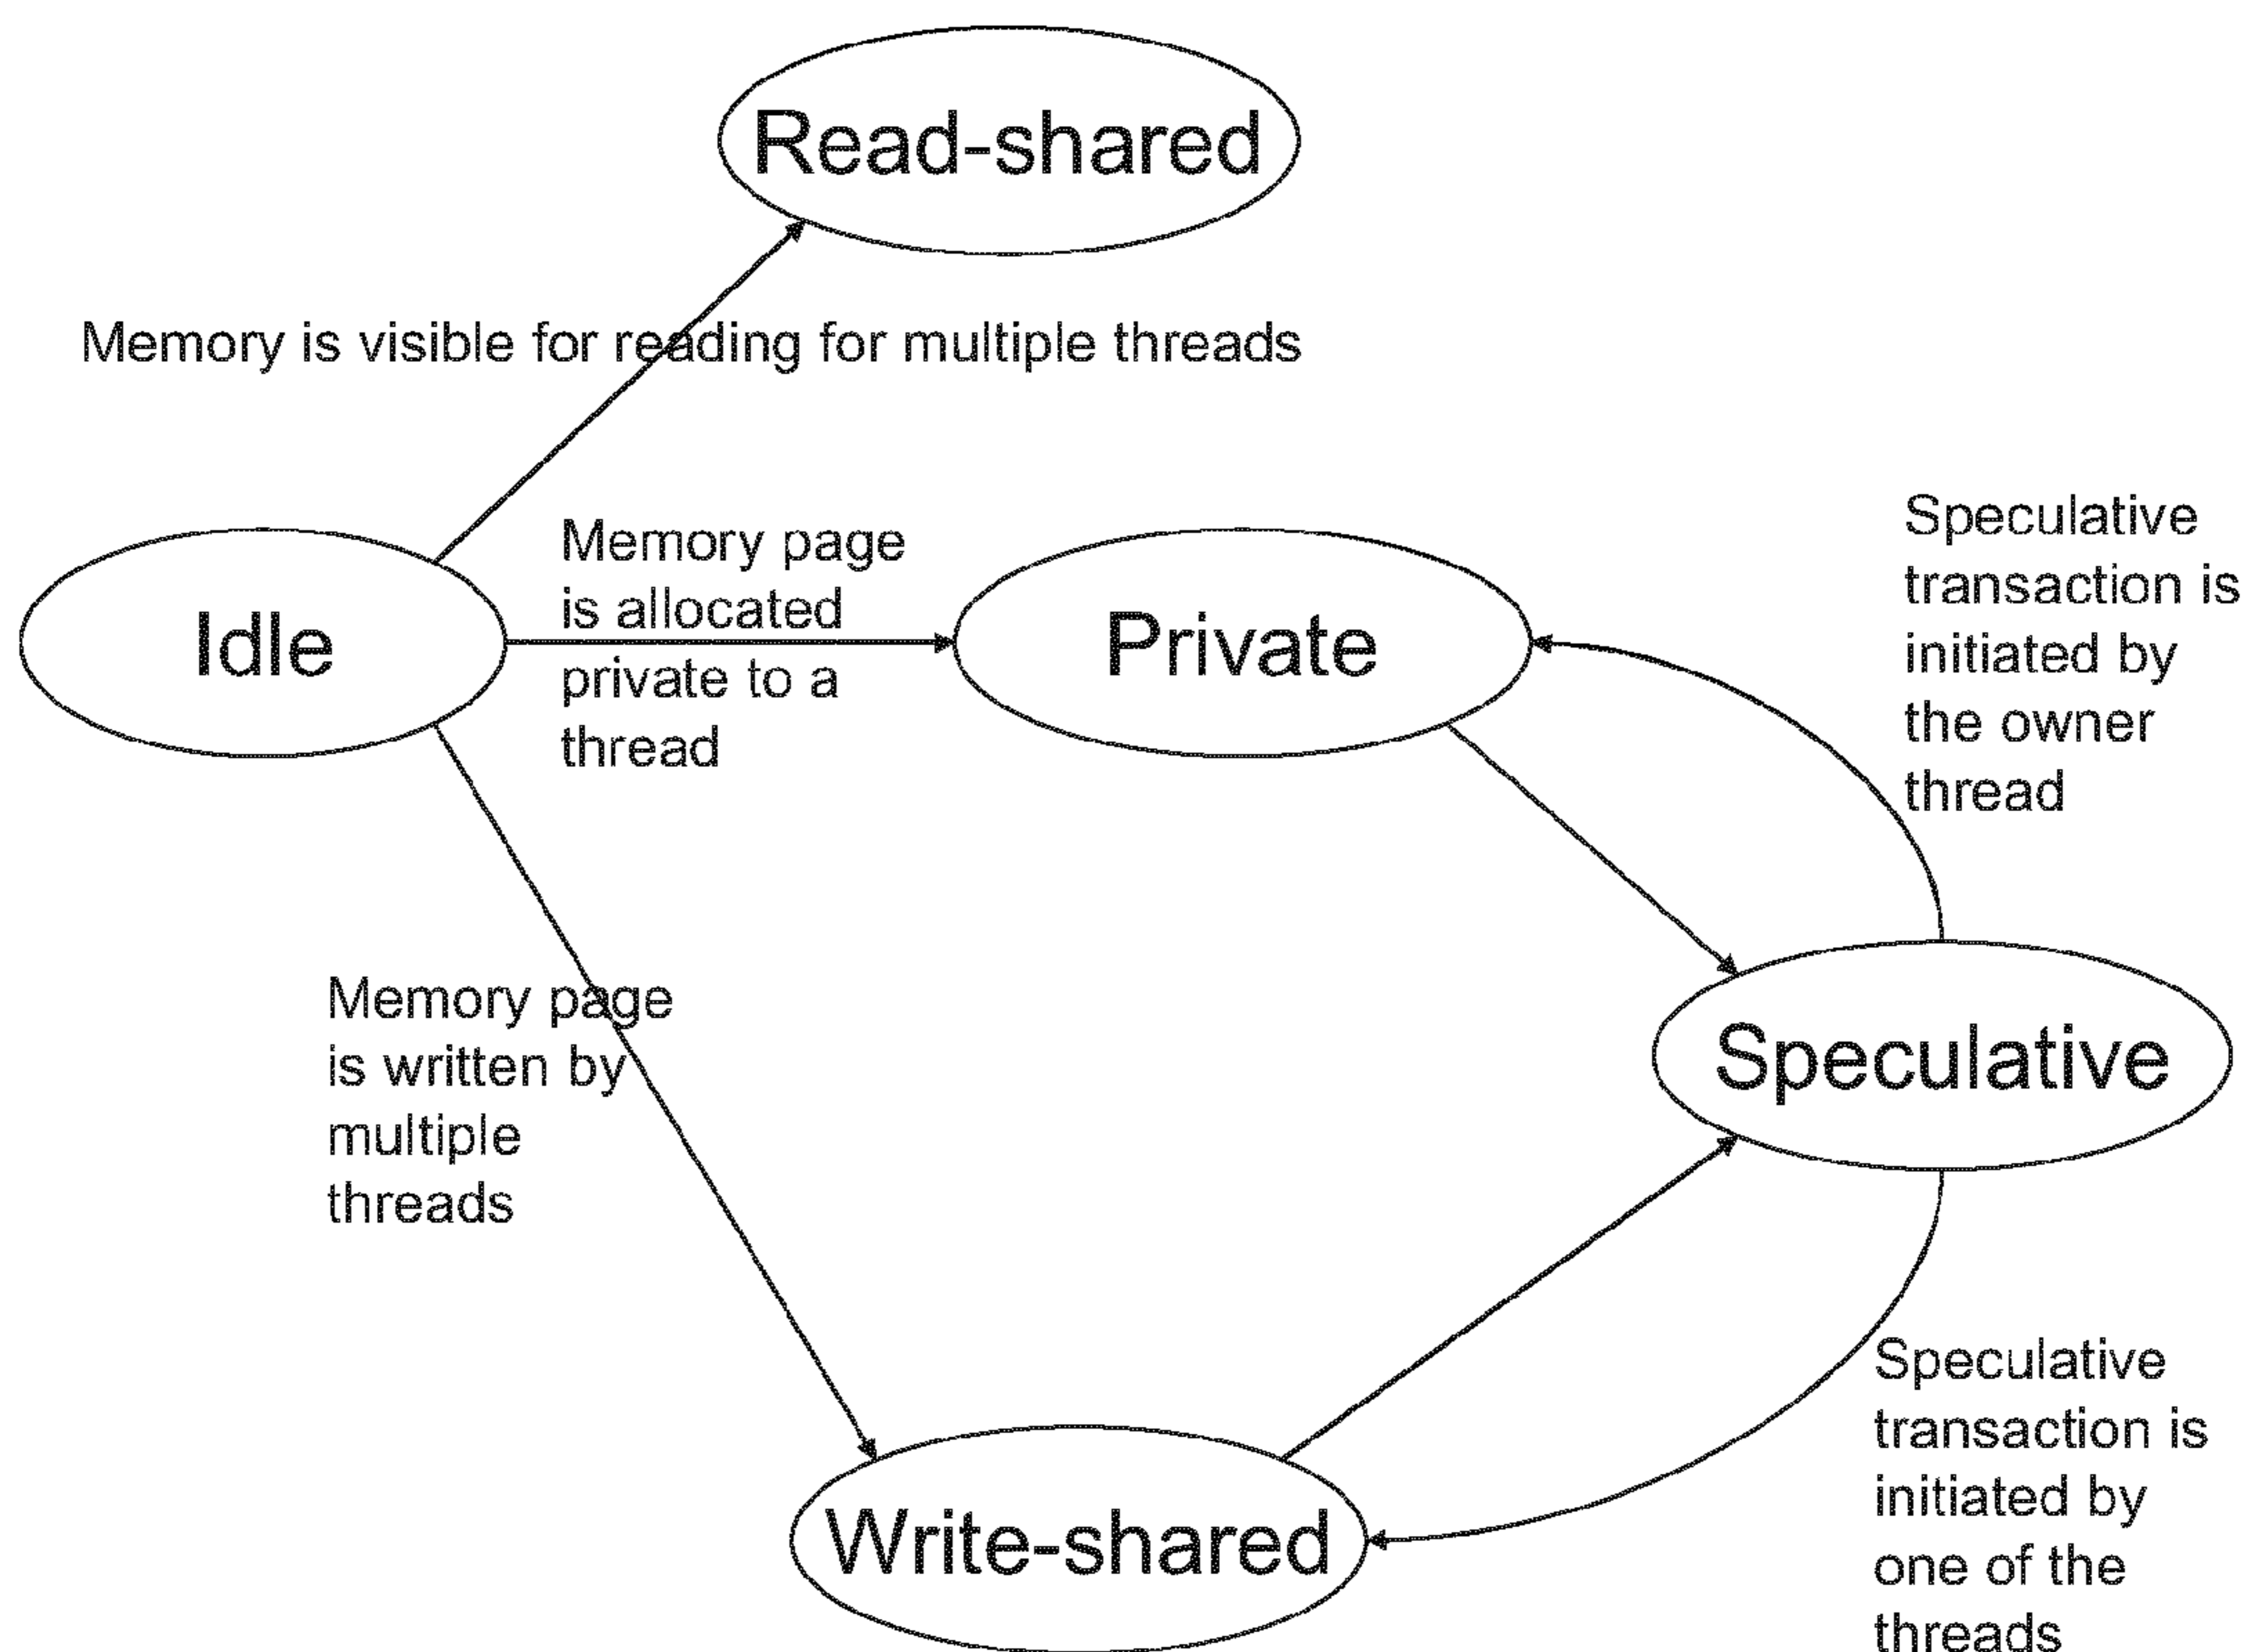 Read-shared
Memory is visible for reading for multiple threads
Idle
Memory page
is allocated
private to a
thread
Private
Speculative
transaction is
initiated by
the owner
thread
Memory page
is written by
multiple
threads
Speculative
Write-shared
Speculative
transaction is
initiated by
one of the
threads